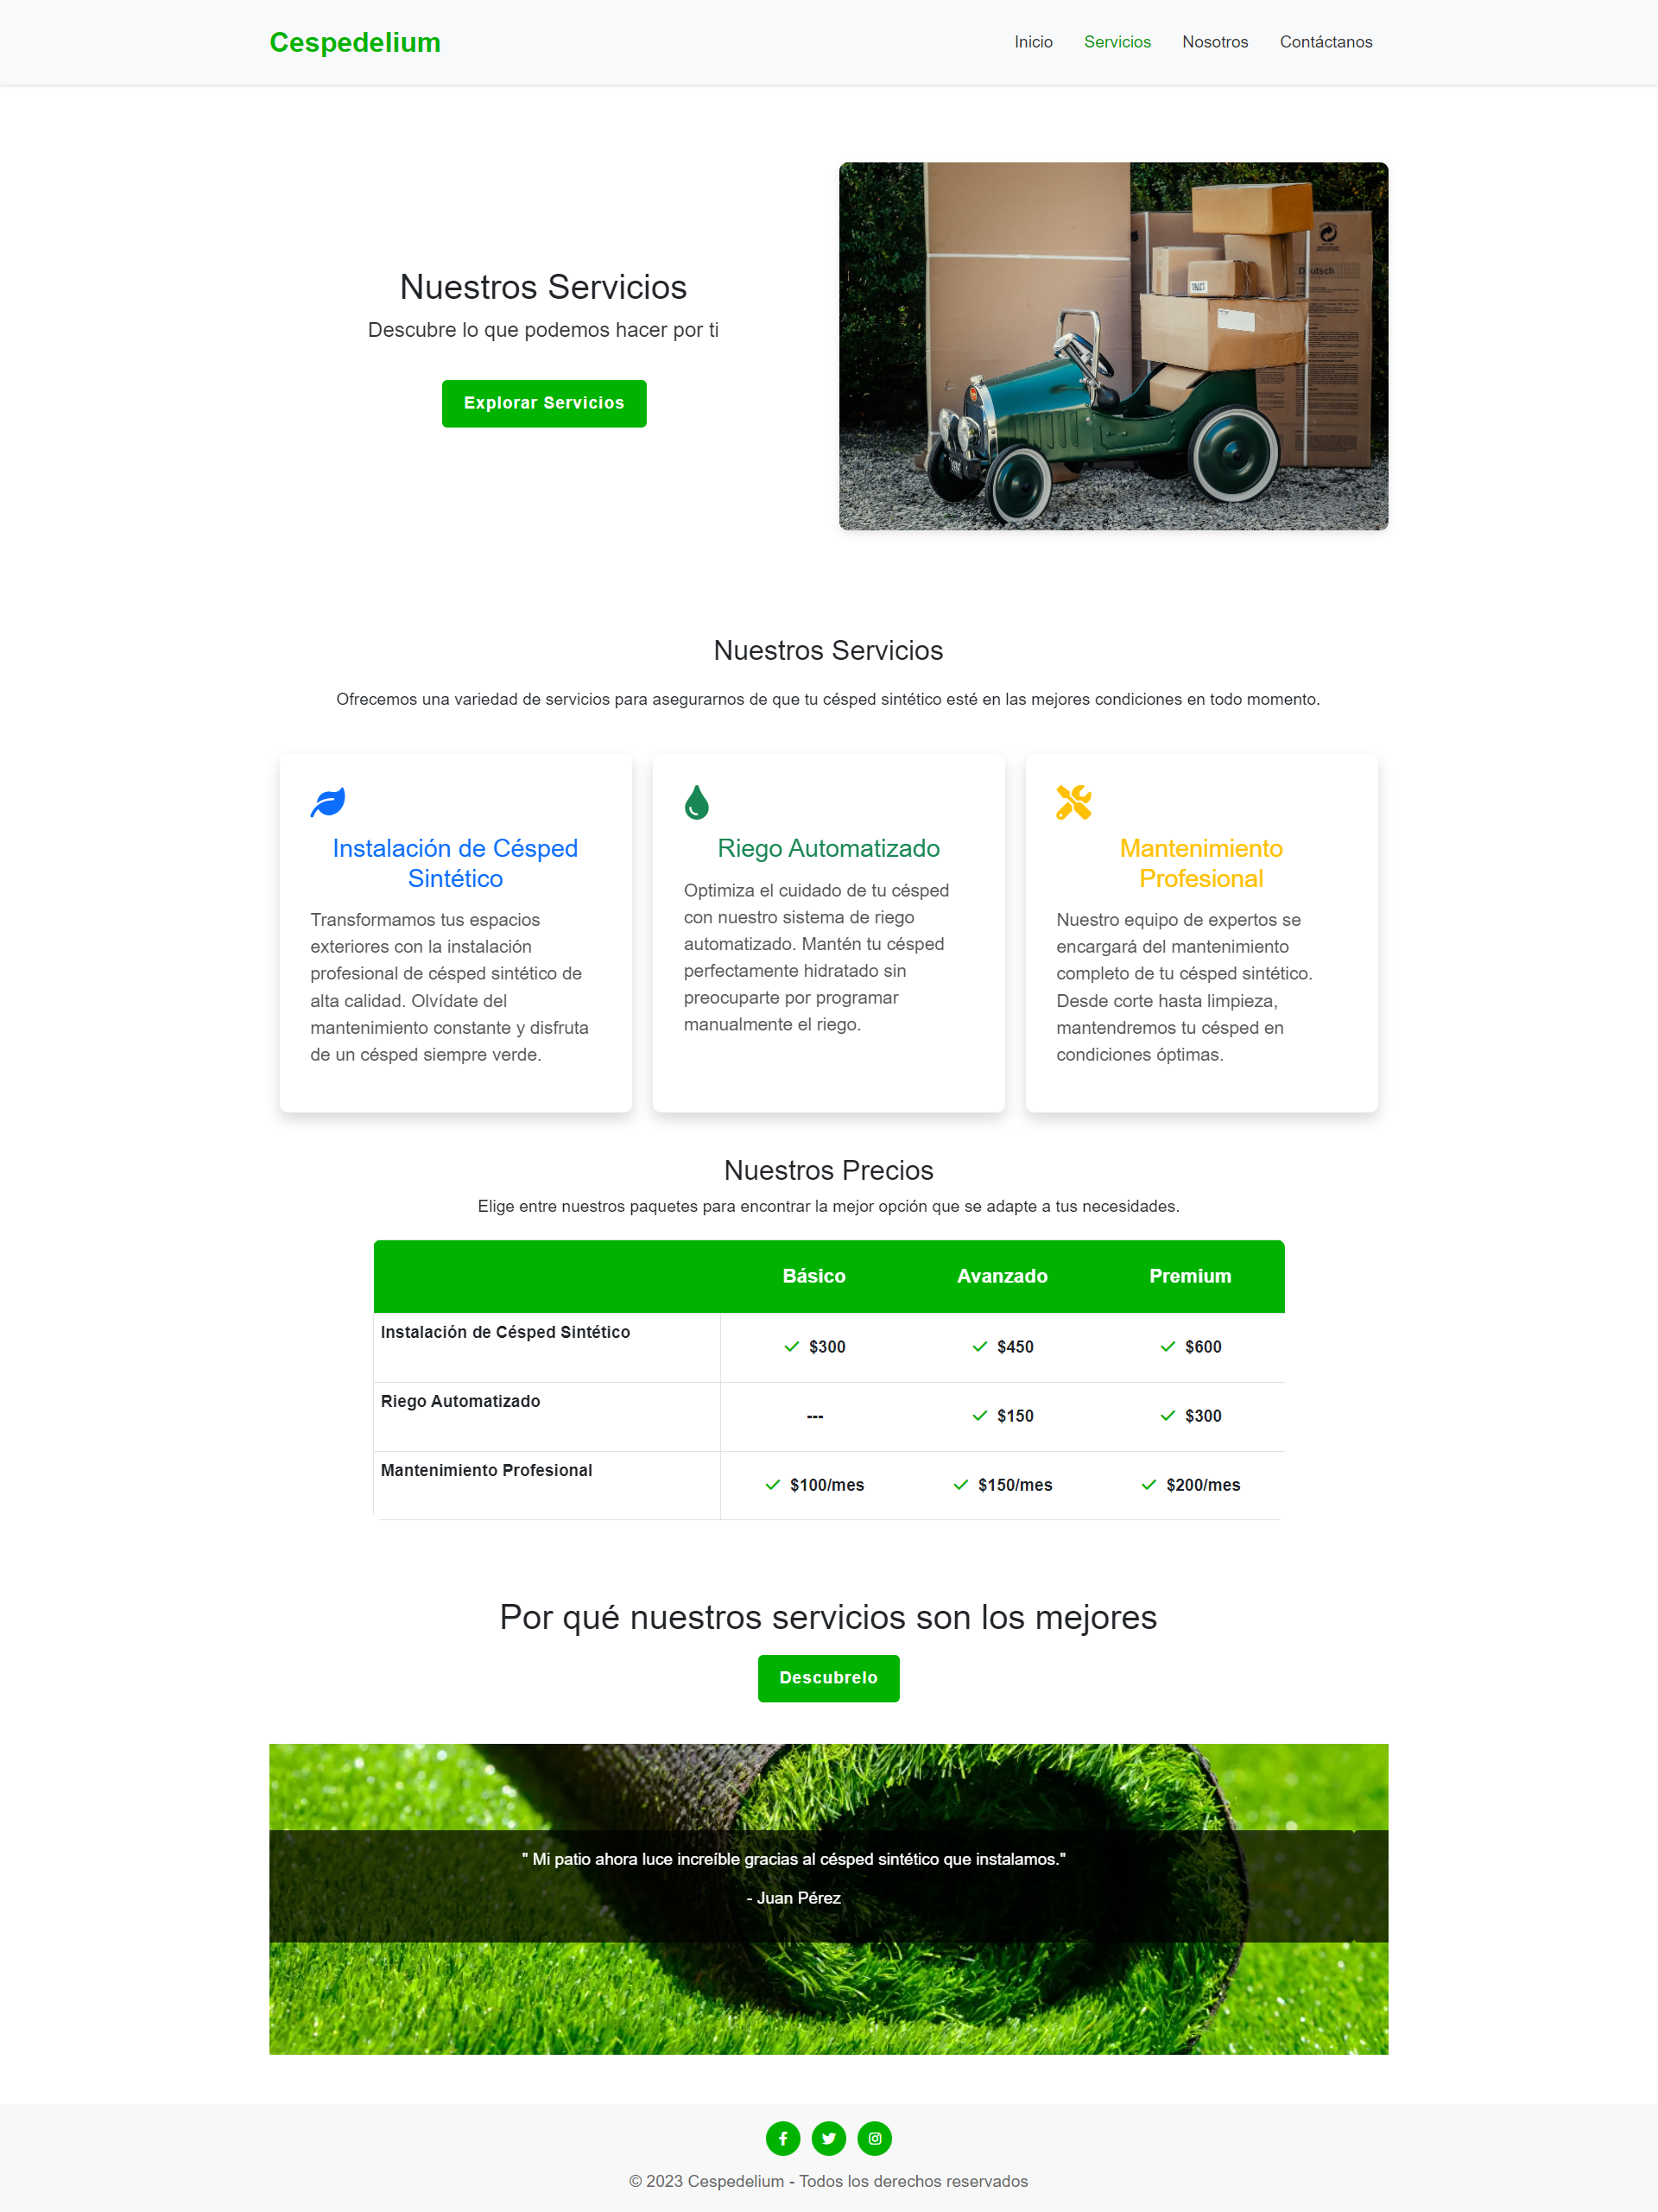 Cespedelium
Inicio Servicios Nosotros Contáctanos
Deutsch
Nuestros Servicios
Descubre lo que podemos hacer por ti
Explorar Servicios
Nuestros Servicios
Ofrecemos una variedad de servicios para asegurarnos de que tu césped sintético esté en las mejores condiciones en todo momento.
Instalación de Césped
Sintético
Transformamos tus espacios
exteriores con la instalación
profesional de césped sintético de
alta calidad. Olvídate del
mantenimiento constante y disfruta
de un césped siempre verde.
Riego Automatizado
Optimiza el cuidado de tu césped
con nuestro sistema de riego
automatizado. Mantén tu césped
perfectamente hidratado sin
preocuparte por programar
manualmente el riego.
Mantenimiento
Profesional
Nuestro equipo de expertos se
encargará del mantenimiento
completo de tu césped sintético.
Desde corte hasta limpieza,
mantendremos tu césped en
condiciones óptimas.
Nuestros Precios
Elige entre nuestros paquetes para encontrar la mejor opción que se adapte a tus necesidades.
Básico Avanzado Premium
Instalación de Césped Sintético $300 $450 $600
Riego Automatizado --- $150 $300
Mantenimiento Profesional $100/mes $150/mes $200/mes
Por qué nuestros servicios son los mejores
Descubrelo
" Mi patio ahora luce increíble gracias al césped sintético que instalamos."
- Juan Pérez
© 2023 Cespedelium - Todos los derechos reservados